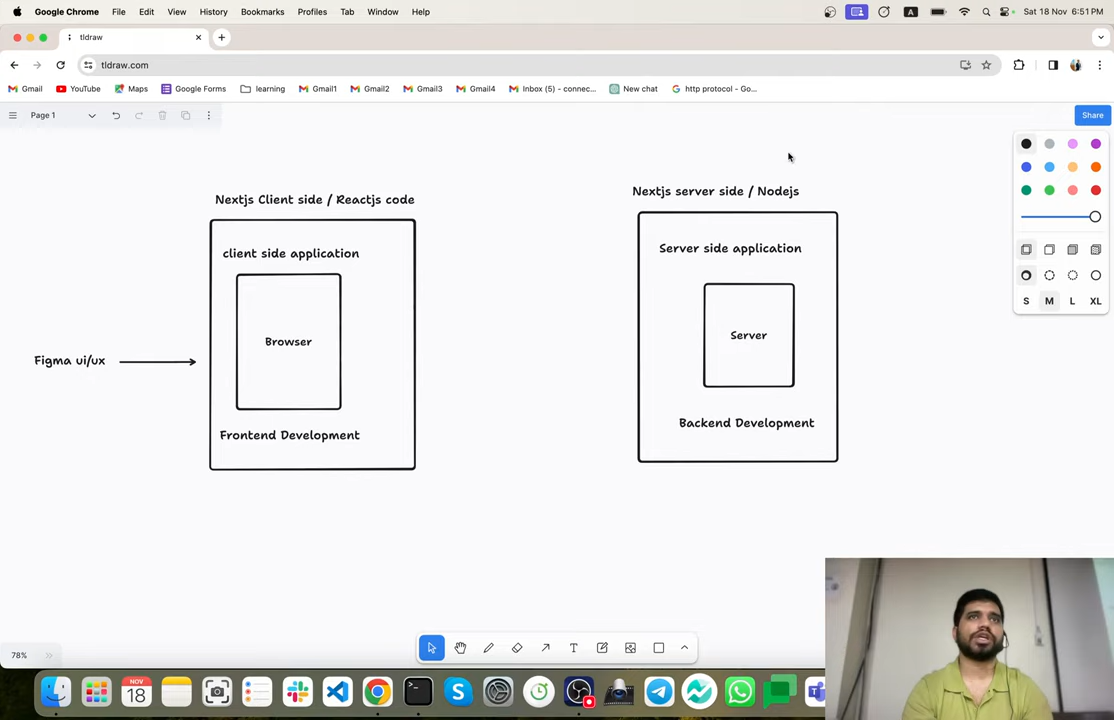 Google Chrome File Edit View History Bookmarks Profiles Tab Window Help
A
Sat 18 Nov 6:51 PM
tldraw
tldraw.com
Gmail YouTube Maps Google Forms learning Gmail1 Gmail2 Gmail3 Gmail4 Inbox (5) - connec... New chat http protocol - Go...
Page 1
Share
Nextjs Client side / Reactjs code
Nextjs server side / Nodejs
client side application
Server side application
Browser
Server
Figma ui/ux
Frontend Development
Backend Development
S M L XL
T
78%
NOV
18